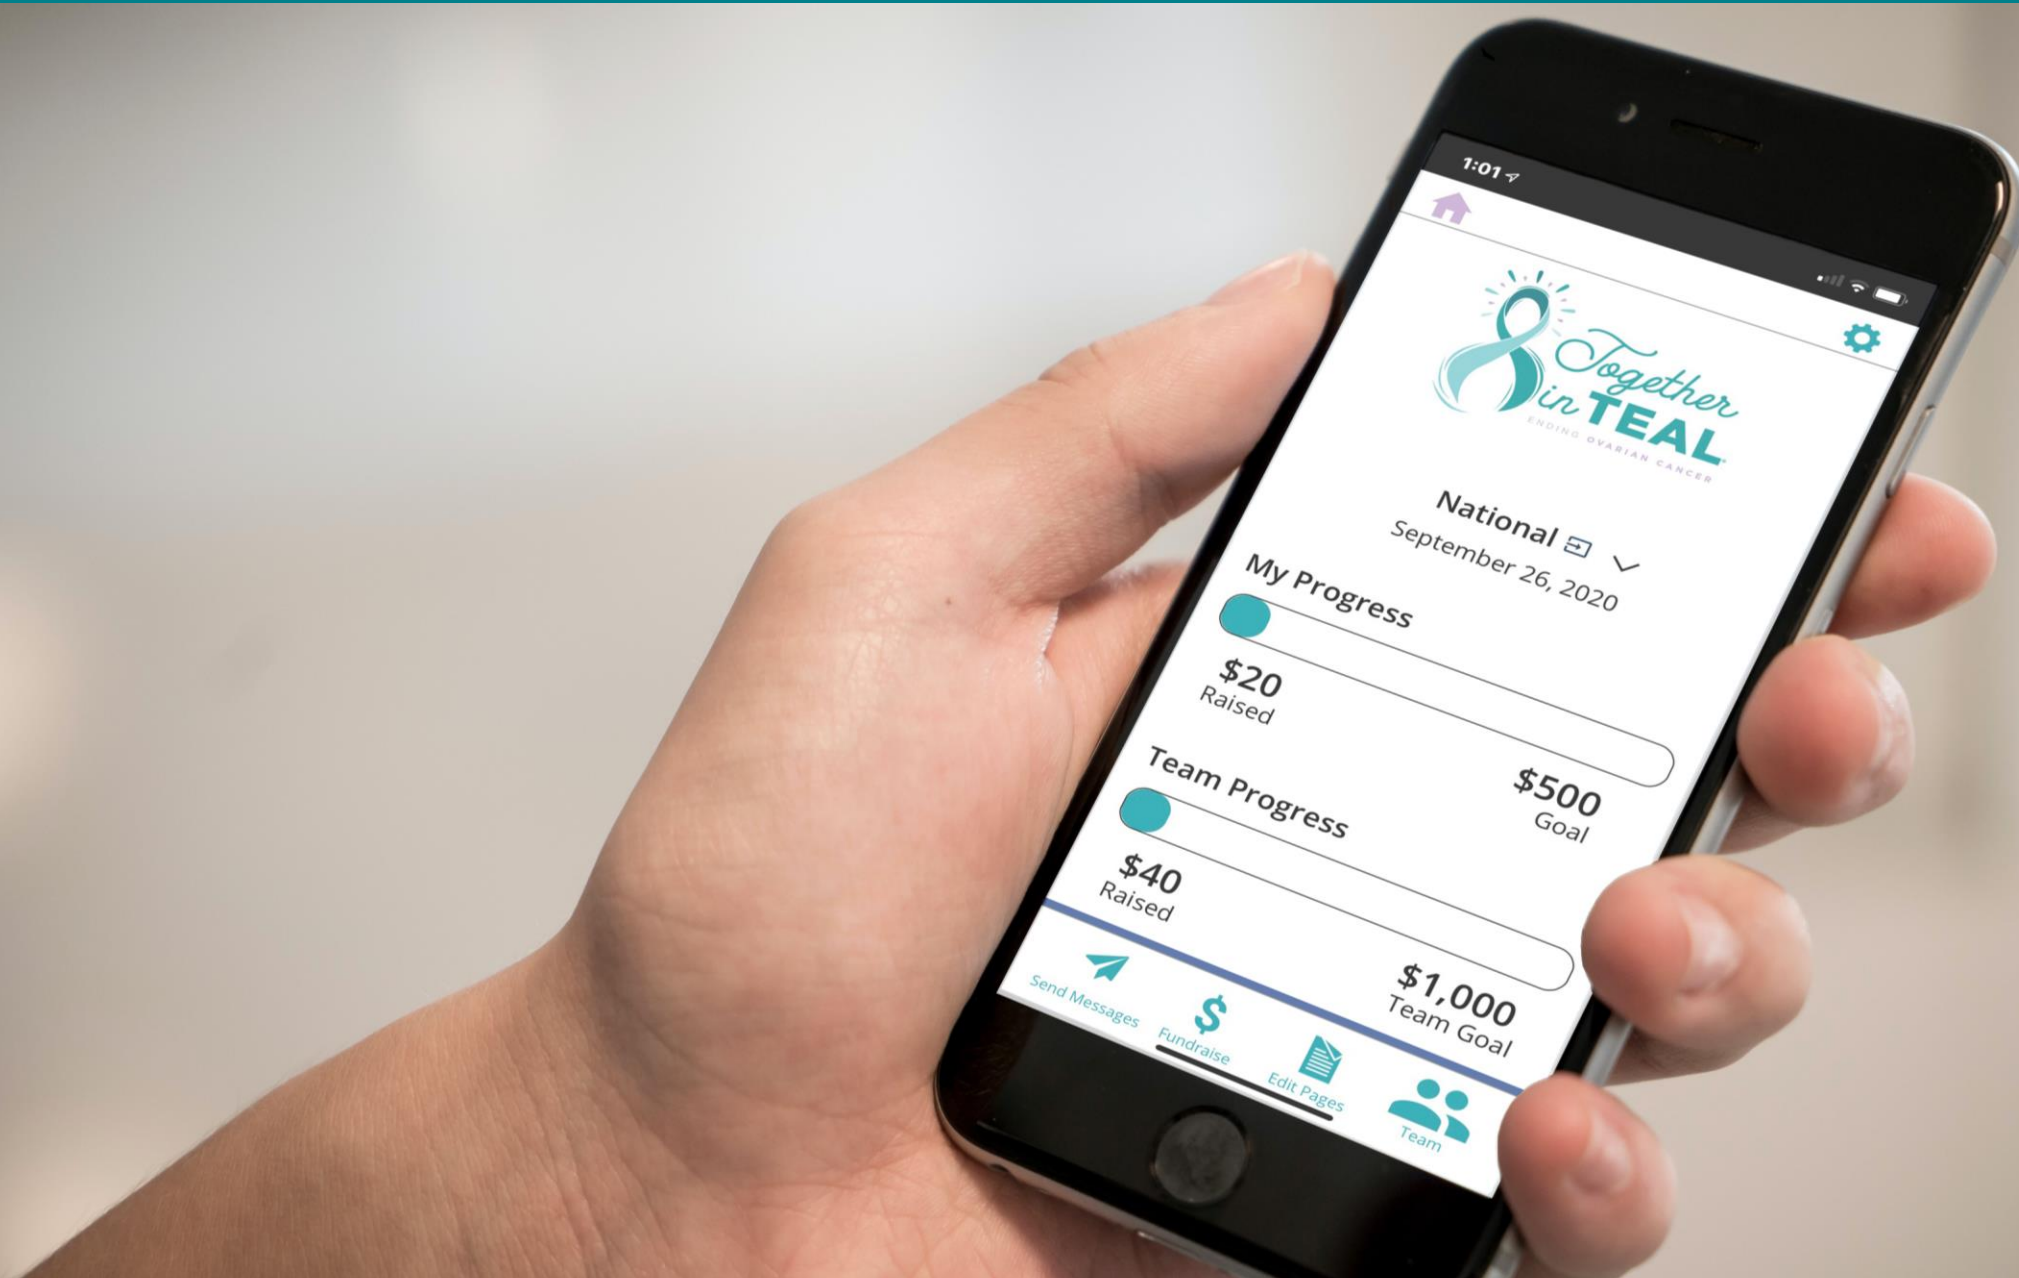 1:01
Together
in TEAL
ENDING OVARIAN CANCER
National
September 26, 2020
My Progress
$20
Raised
$500
Goal
Team Progress
$40
Raised
$1,000
Team Goal
Send Messages
Fundraise
Edit Pages
Team